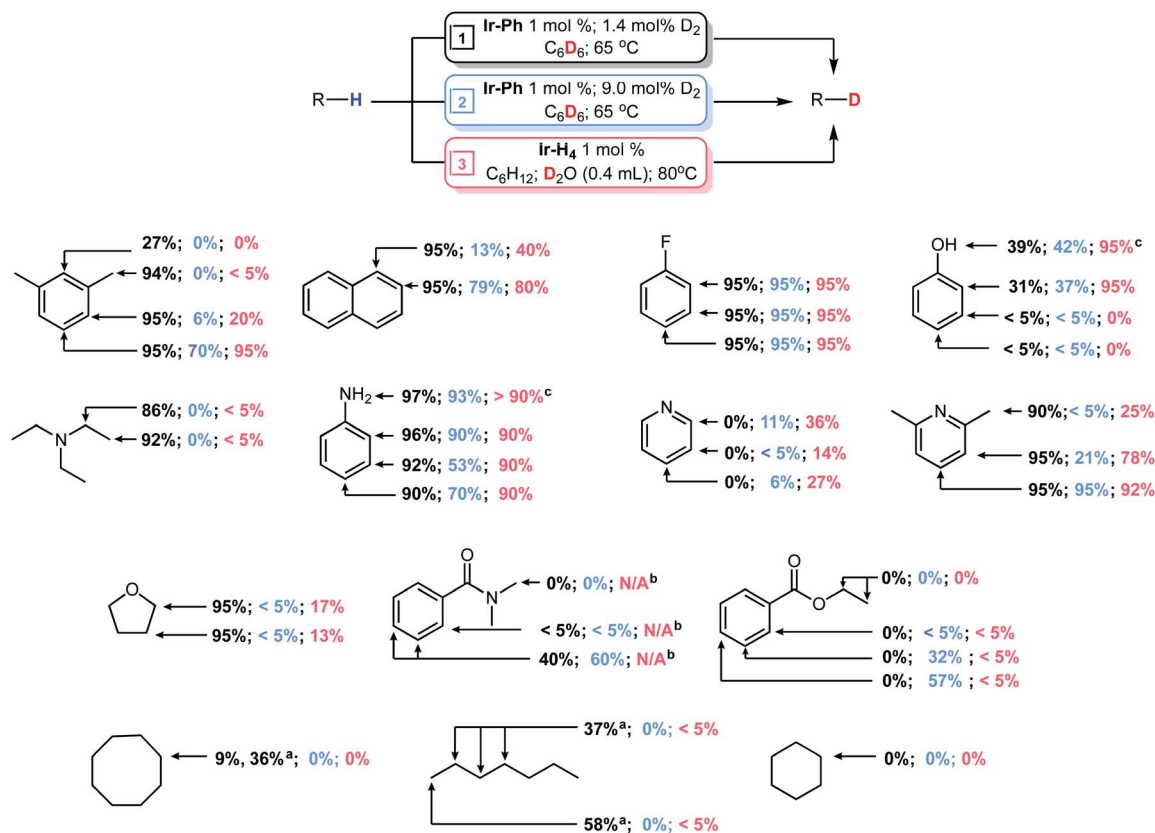 1 Ir-Ph 1 mol %; 1.4 mol% D2
C6D6; 65 oC
R—H
2 Ir-Ph 1 mol %; 9.0 mol% D2
C6D6; 65 oC
R—D
3 Ir-H4 1 mol %
C6H12; D2O (0.4 mL); 80oC
27%; 0%; 0%
94%; 0%; < 5%
95%; 6%; 20%
95%; 70%; 95%
95%; 13%; 40%
95%; 79%; 80%
F
95%; 95%; 95%
95%; 95%; 95%
95%; 95%; 95%
OH
39%; 42%; 95%c
31%; 37%; 95%
< 5%; < 5%; 0%
< 5%; < 5%; 0%
N
86%; 0%; < 5%
92%; 0%; < 5%
NH2
97%; 93%; > 90%c
96%; 90%; 90%
92%; 53%; 90%
90%; 70%; 90%
N
0%; 11%; 36%
0%; < 5%; 14%
0%; 6%; 27%
N
90%; < 5%; 25%
95%; 21%; 78%
95%; 95%; 92%
O
95%; < 5%; 17%
95%; < 5%; 13%
O
N
0%; 0%; N/Ab
< 5%; < 5%; N/Ab
40%; 60%; N/Ab
O
O
0%; 0%; 0%
0%; < 5%; < 5%
0%; 32% ; < 5%
0%; 57% ; < 5%
9%, 36%a; 0%; 0%
37%a; 0%; < 5%
58%a; 0%; < 5%
0%; 0%; 0%